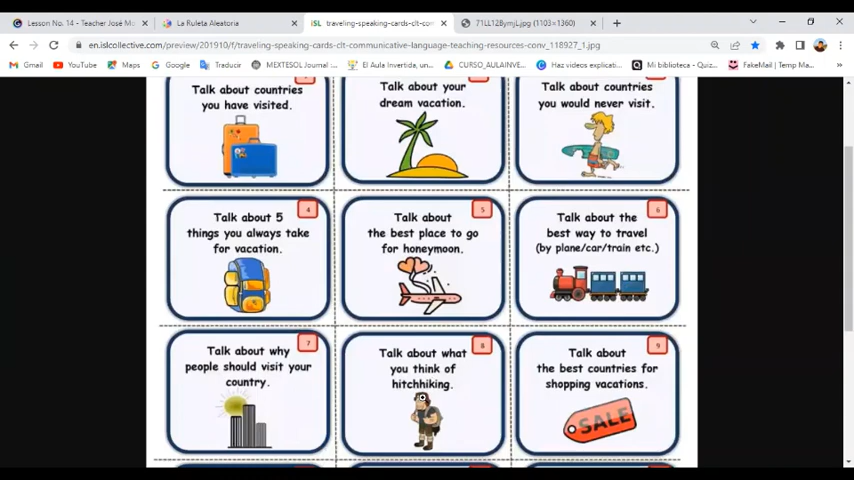 Lesson No. 14 - Teacher José Mo
La Ruleta Aleatoria
iSL
traveling-speaking-cards-clt-com
71LL12BymjL.jpg (1103×1360)
en.islcollective.com/preview/201910/f/traveling-speaking-cards-clt-communicative-language-teaching-resources-conv_118927_1.jpg
Gmail
YouTube
Maps
Google
Traducir
MEXTESOL Journal :...
El Aula Invertida, un...
CURSO_AULAINVE...
Haz videos explicati...
Mi biblioteca - Quiz...
FakeMail | Temp Ma
Talk about countries
you have visited.
Talk about your
dream vacation.
Talk about countries
you would never visit.
4
Talk about 5
things you always take
for vacation.
5
Talk about
the best place to go
for honeymoon.
6
Talk about the
best way to travel
(by plane/car/train etc.)
7
Talk about why
people should visit your
country.
8
Talk about what
you think of
hitchhiking.
9
Talk about
the best countries for
shopping vacations.
SALE